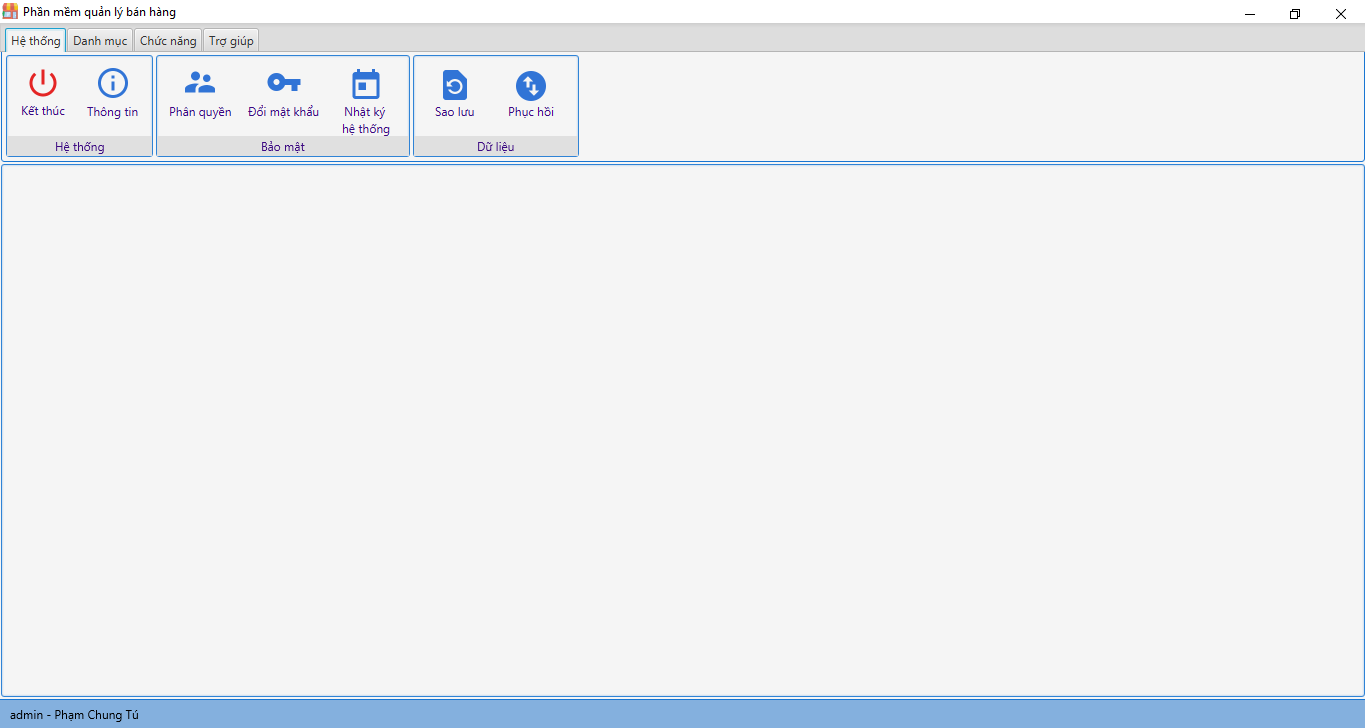 Phần mềm quản lý bán hàng
Hệ thống
Danh mục
Chức năng
Trợ giúp
Kết thúc
Thông tin
Hệ thống
Phân quyền
Đổi mật khẩu
Nhật ký
hệ thống
Bảo mật
Sao lưu
Phục hồi
Dữ liệu
admin - Phạm Chung Tú